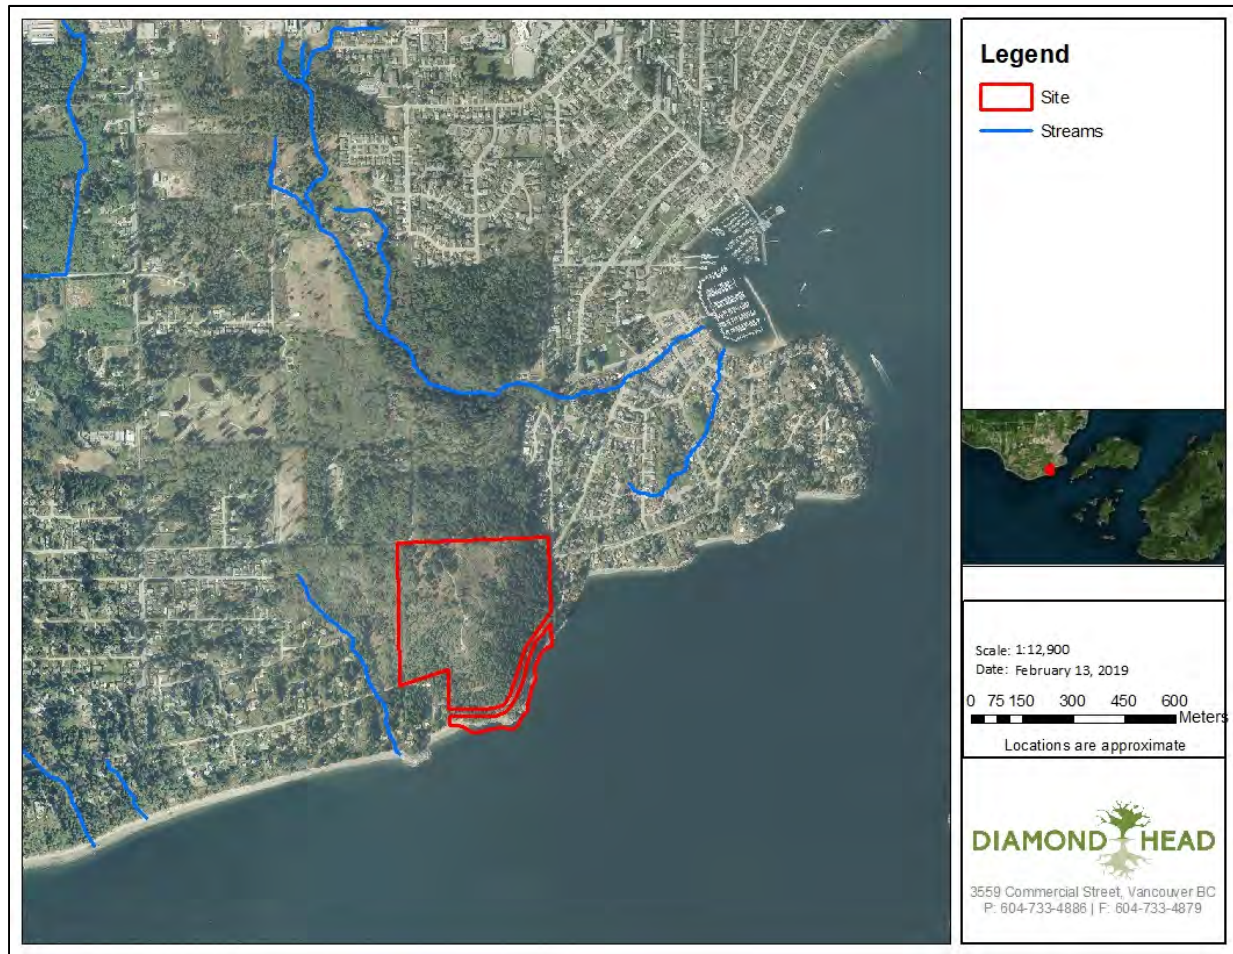 Legend
Site
Streams
Scale: 1:12,900
Date: February 13, 2019
0 75 150 300 450 600
Meters
Locations are approximate
DIAMOND HEAD
3559 Commercial Street, Vancouver BC
P: 604-733-4886 | F: 604-733-4879